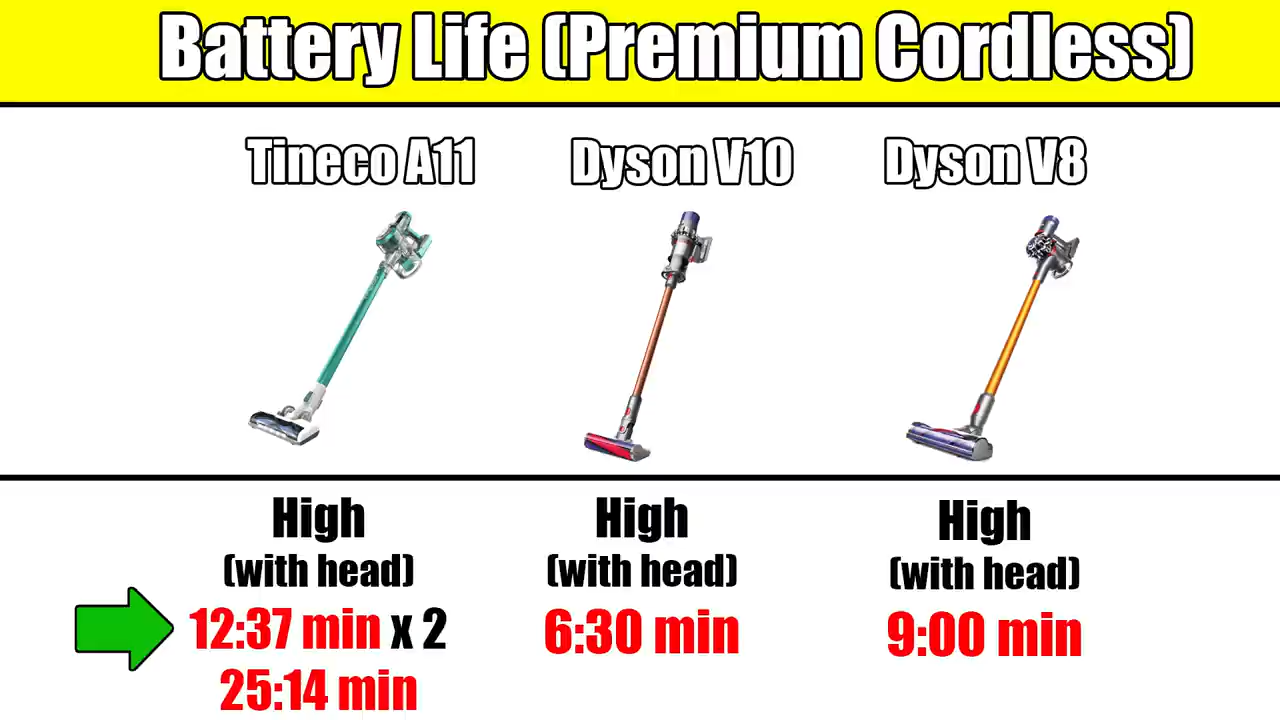 Battery Life (Premium Cordless)
Tineco A11
Dyson V10
Dyson V8
High
(with head)
12:37 min x 2
25:14 min
High
(with head)
6:30 min
High
(with head)
9:00 min